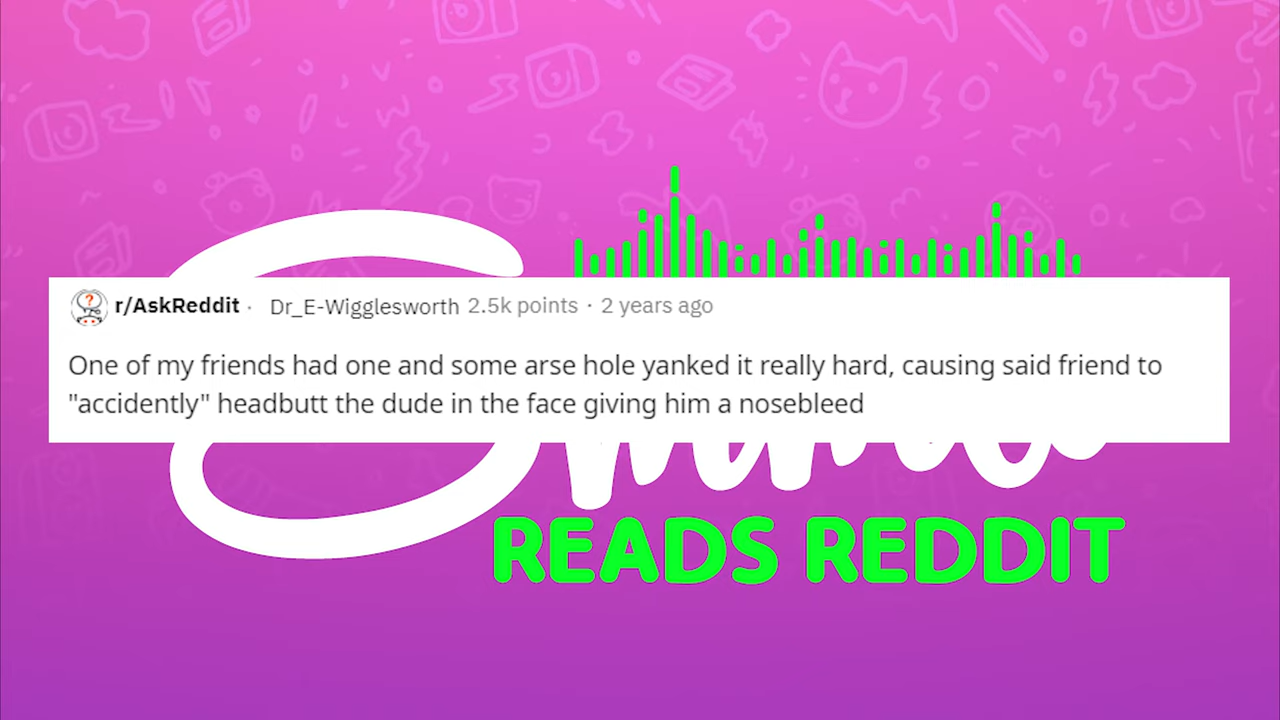 r/AskReddit · Dr_E-Wigglesworth 2.5k points · 2 years ago
One of my friends had one and some arse hole yanked it really hard, causing said friend to
"accidently" headbutt the dude in the face giving him a nosebleed
READS REDDIT